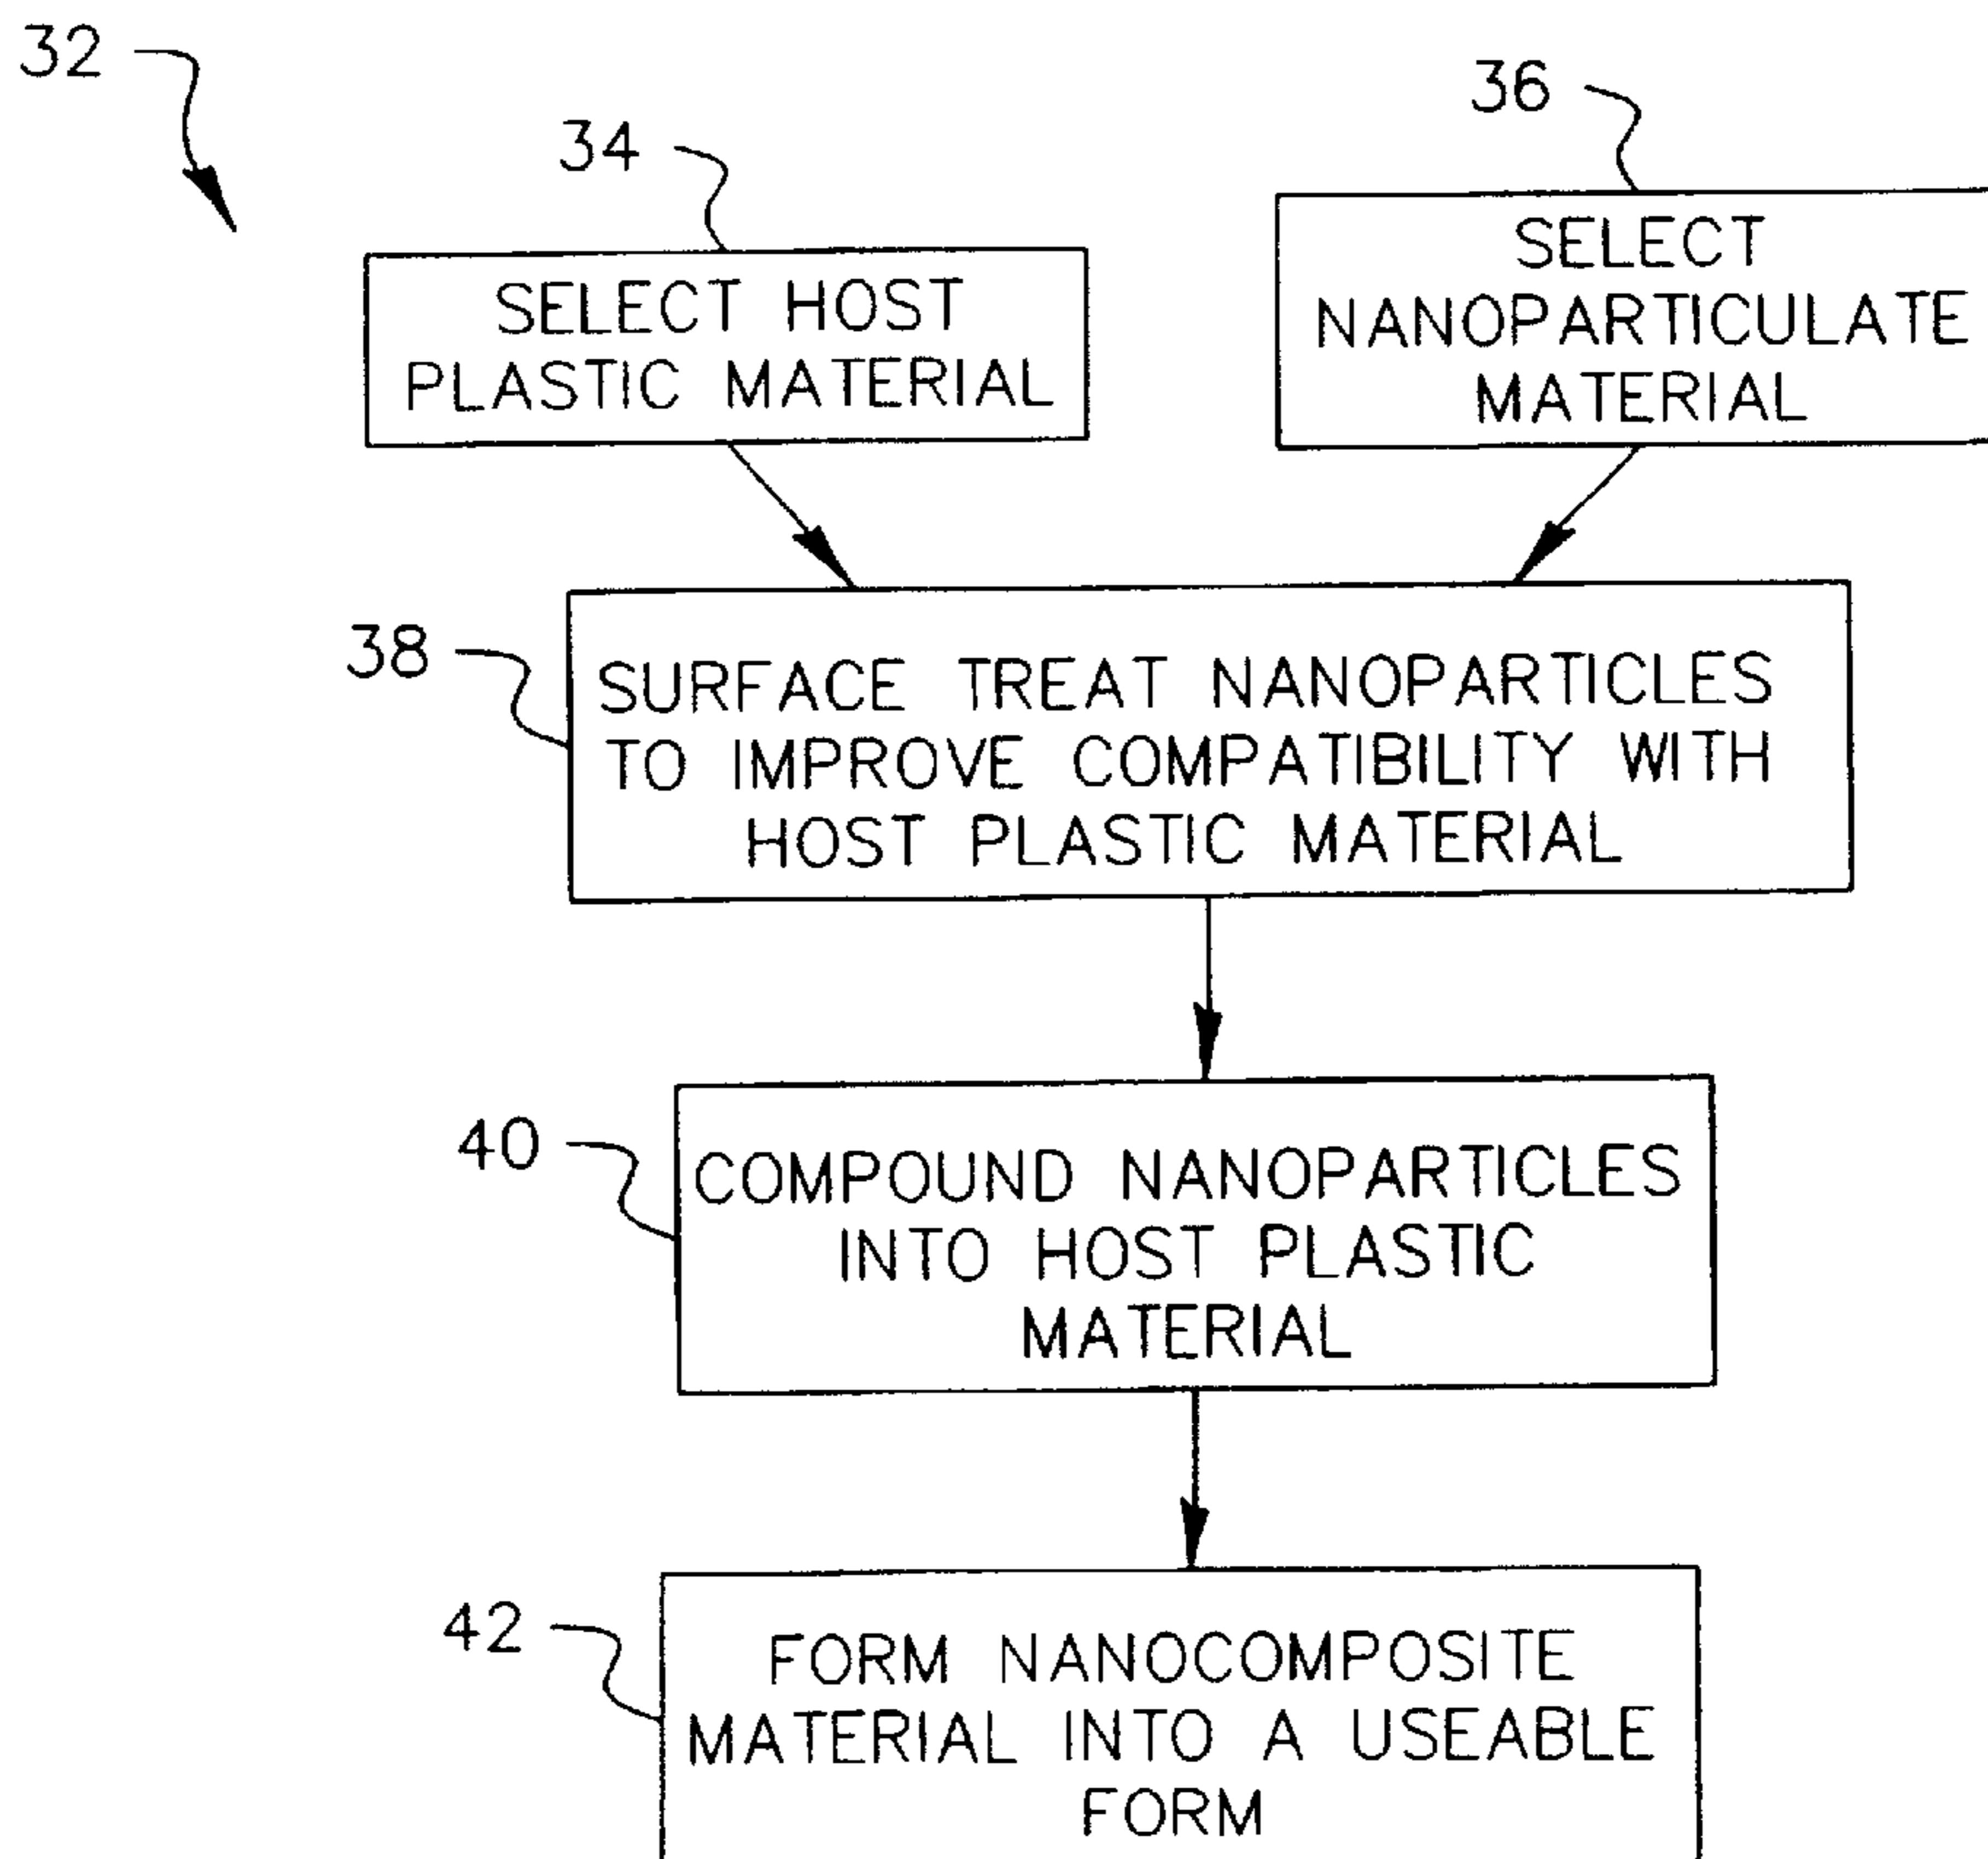 32
34
36
SELECT HOST
PLASTIC MATERIAL
SELECT
NANOPARTICULATE
MATERIAL
38
SURFACE TREAT NANOPARTICLES
TO IMPROVE COMPATIBILITY WITH
HOST PLASTIC MATERIAL
40
COMPOUND NANOPARTICLES
INTO HOST PLASTIC
MATERIAL
42
FORM NANOCOMPOSITE
MATERIAL INTO A USEABLE
FORM